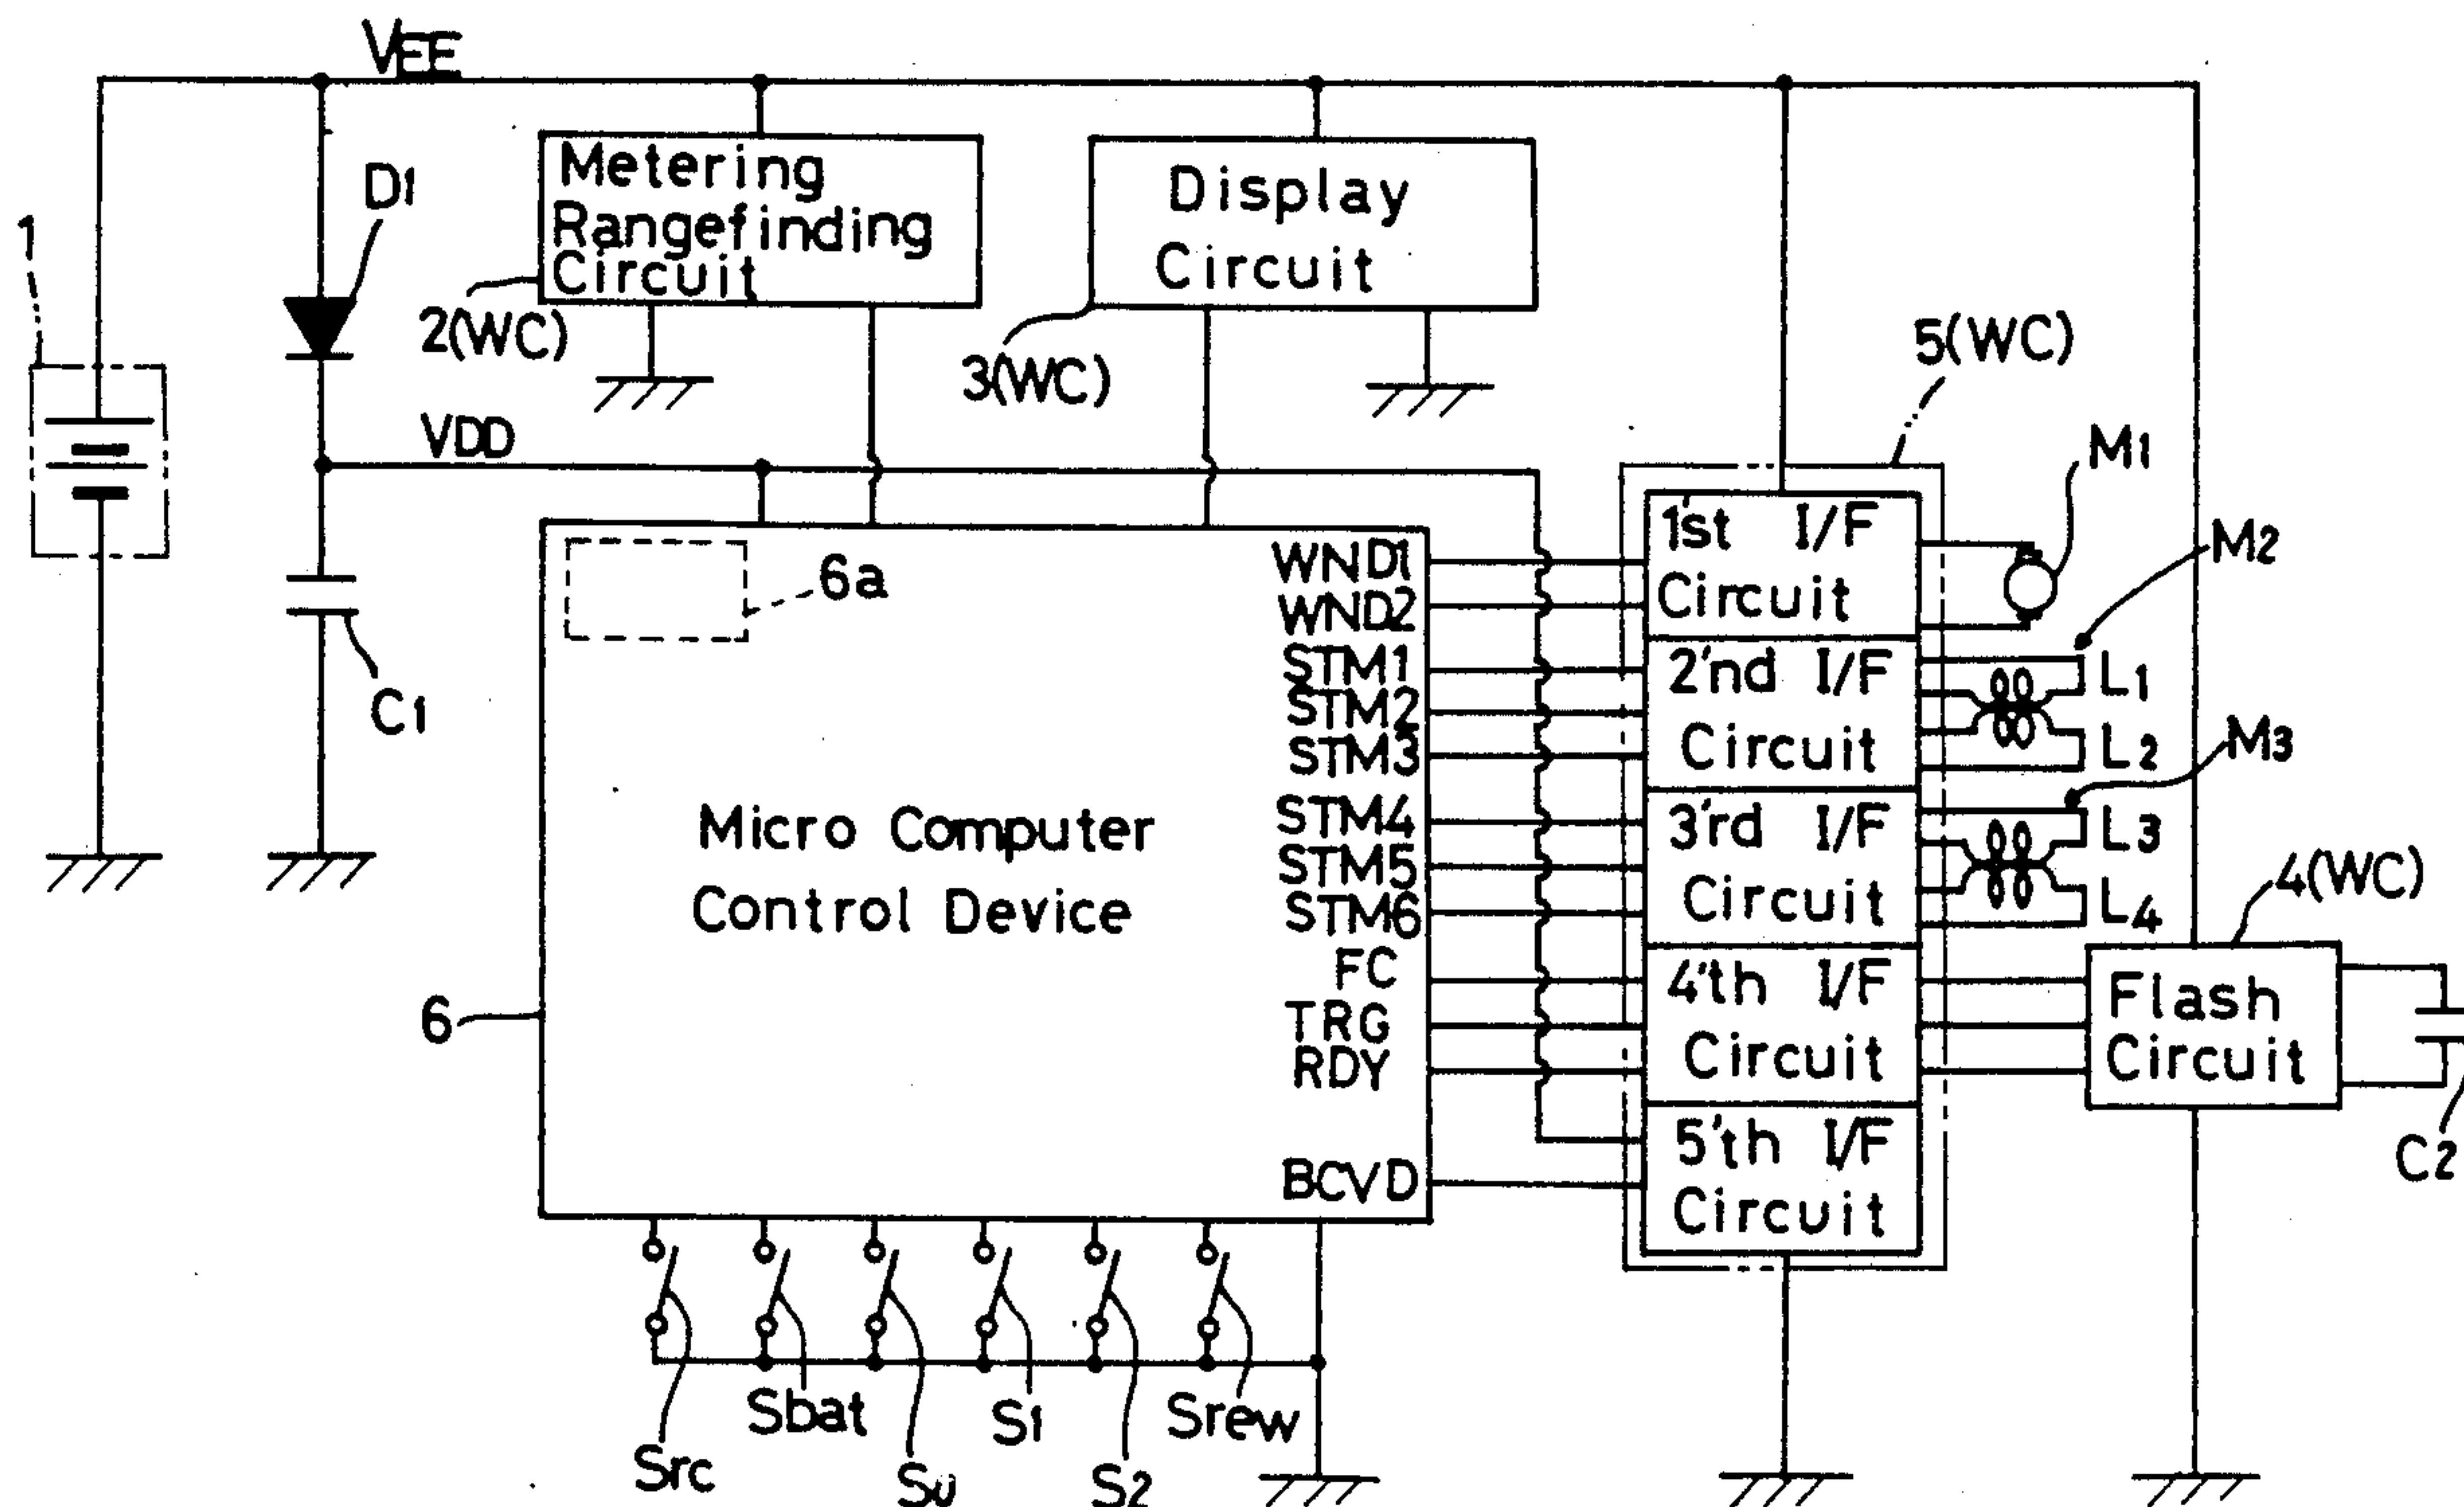 VEE
D1
1
Metering
Rangefinding
Circuit
2(WC)
Display
Circuit
3(WC)
5(WC)
VDD
M1
M2
M3
6a
C1
Micro Computer
Control Device
6
WND1
WND2
STM1
STM2
STM3
STM4
STM5
STM6
FC
TRG
RDY
BCVD
1'st I/F
Circuit
2'nd I/F
Circuit
3'rd I/F
Circuit
4'th I/F
Circuit
5'th I/F
Circuit
L1
L2
L3
L4
4(WC)
Flash
Circuit
C2
Src
Sbat
S0
S1
S2
Srew